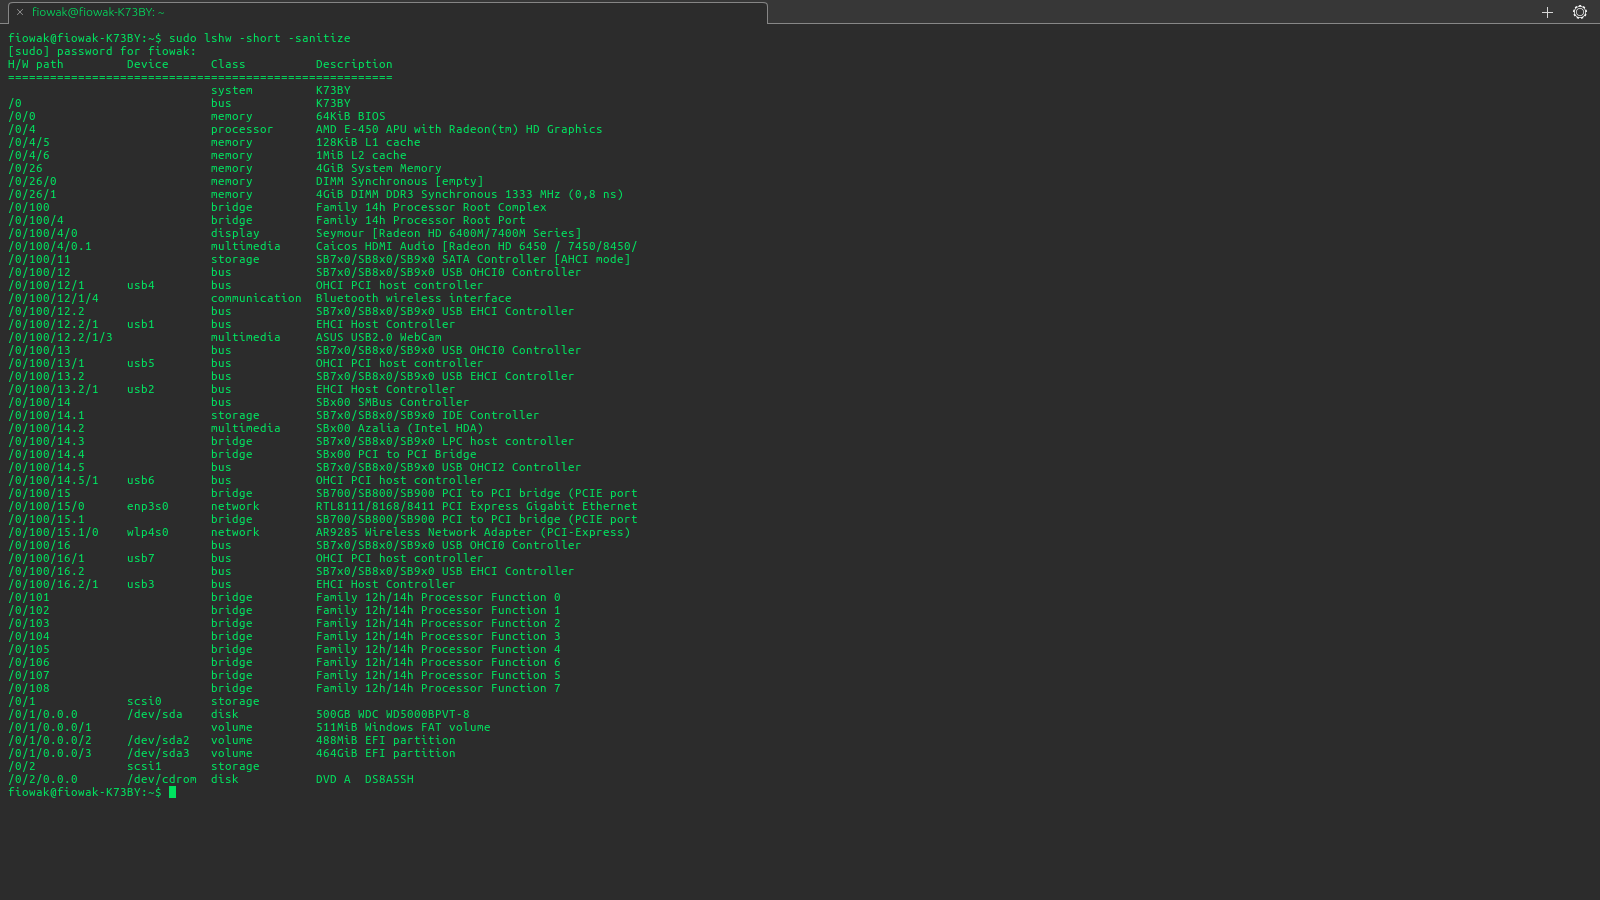 × fiowak@fiowak-K73BY: ~
fiowak@fiowak-K73BY:~$ sudo lshw -short -sanitize
[sudo] password for fiowak:
H/W path Device Class Description
=======================================================
system K73BY
/0 bus K73BY
/0/0 memory 64KiB BIOS
/0/4 processor AMD E-450 APU with Radeon(tm) HD Graphics
/0/4/5 memory 128KiB L1 cache
/0/4/6 memory 1MiB L2 cache
/0/26 memory 4GiB System Memory
/0/26/0 memory DIMM Synchronous [empty]
/0/26/1 memory 4GiB DIMM DDR3 Synchronous 1333 MHz (0,8 ns)
/0/100 bridge Family 14h Processor Root Complex
/0/100/4 bridge Family 14h Processor Root Port
/0/100/4/0 display Seymour [Radeon HD 6400M/7400M Series]
/0/100/4/0.1 multimedia Caicos HDMI Audio [Radeon HD 6450 / 7450/8450/
/0/100/11 storage SB7x0/SB8x0/SB9x0 SATA Controller [AHCI mode]
/0/100/12 bus SB7x0/SB8x0/SB9x0 USB OHCI0 Controller
/0/100/12/1 usb4 bus OHCI PCI host controller
/0/100/12/1/4 communication Bluetooth wireless interface
/0/100/12.2 bus SB7x0/SB8x0/SB9x0 USB EHCI Controller
/0/100/12.2/1 usb1 bus EHCI Host Controller
/0/100/12.2/1/3 multimedia ASUS USB2.0 WebCam
/0/100/13 bus SB7x0/SB8x0/SB9x0 USB OHCI0 Controller
/0/100/13/1 usb5 bus OHCI PCI host controller
/0/100/13.2 bus SB7x0/SB8x0/SB9x0 USB EHCI Controller
/0/100/13.2/1 usb2 bus EHCI Host Controller
/0/100/14 bus SBx00 SMBus Controller
/0/100/14.1 storage SB7x0/SB8x0/SB9x0 IDE Controller
/0/100/14.2 multimedia SBx00 Azalia (Intel HDA)
/0/100/14.3 bridge SB7x0/SB8x0/SB9x0 LPC host controller
/0/100/14.4 bridge SBx00 PCI to PCI Bridge
/0/100/14.5 bus SB7x0/SB8x0/SB9x0 USB OHCI2 Controller
/0/100/14.5/1 usb6 bus OHCI PCI host controller
/0/100/15 bridge SB700/SB800/SB900 PCI to PCI bridge (PCIE port
/0/100/15/0 enp3s0 network RTL8111/8168/8411 PCI Express Gigabit Ethernet
/0/100/15.1 bridge SB700/SB800/SB900 PCI to PCI bridge (PCIE port
/0/100/15.1/0 wlp4s0 network AR9285 Wireless Network Adapter (PCI-Express)
/0/100/16 bus SB7x0/SB8x0/SB9x0 USB OHCI0 Controller
/0/100/16/1 usb7 bus OHCI PCI host controller
/0/100/16.2 bus SB7x0/SB8x0/SB9x0 USB EHCI Controller
/0/100/16.2/1 usb3 bus EHCI Host Controller
/0/101 bridge Family 12h/14h Processor Function 0
/0/102 bridge Family 12h/14h Processor Function 1
/0/103 bridge Family 12h/14h Processor Function 2
/0/104 bridge Family 12h/14h Processor Function 3
/0/105 bridge Family 12h/14h Processor Function 4
/0/106 bridge Family 12h/14h Processor Function 6
/0/107 bridge Family 12h/14h Processor Function 5
/0/108 bridge Family 12h/14h Processor Function 7
/0/1 scsi0 storage
/0/1/0.0.0 /dev/sda disk 500GB WDC WD5000BPVT-8
/0/1/0.0.0/1 volume 511MiB Windows FAT volume
/0/1/0.0.0/2 /dev/sda2 volume 488MiB EFI partition
/0/1/0.0.0/3 /dev/sda3 volume 464GiB EFI partition
/0/2 scsi1 storage
/0/2/0.0.0 /dev/cdrom disk DVD A DS8A5SH
fiowak@fiowak-K73BY:~$